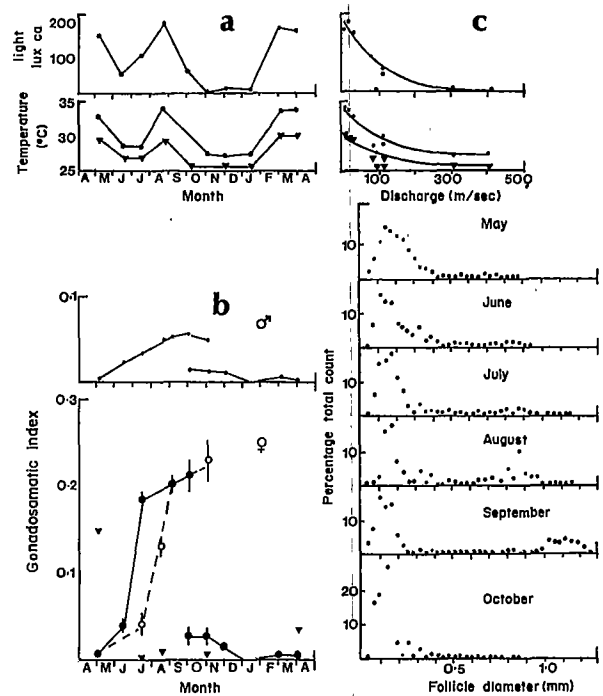 a
light
lux ca
200
100
Temperature
(°C)
35
30
25
A M J J A S O N D J F M A
Month
c
0
100
300
500
Discharge (m/sec)
b
0·1
♂
0·3
0·2
0·1
♀
Gonadosamatic Index
A M J J A S O N D J F M A
Month
Percentage total count
May
10
June
10
July
10
August
10
September
10
October
20
10
0.5
1·0
Follicle diameter (mm)